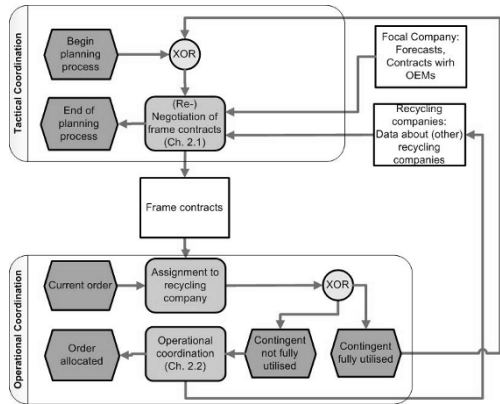 Tactical Coordination
Begin
planning
process
XOR
Focal Company:
Forecasts,
Contracts wirh
OEMs
End of
planning
process
(Re-)
Negotiation of
frame contracts
(Ch. 2.1)
Recycling
companies:
Data about (other)
recycling
companies
Frame contracts
Operational Coordination
Current order
Assignment to
recycling
company
XOR
Order
allocated
Operational
coordination
(Ch. 2.2)
Contingent
not fully
utilised
Contingent
fully utilised